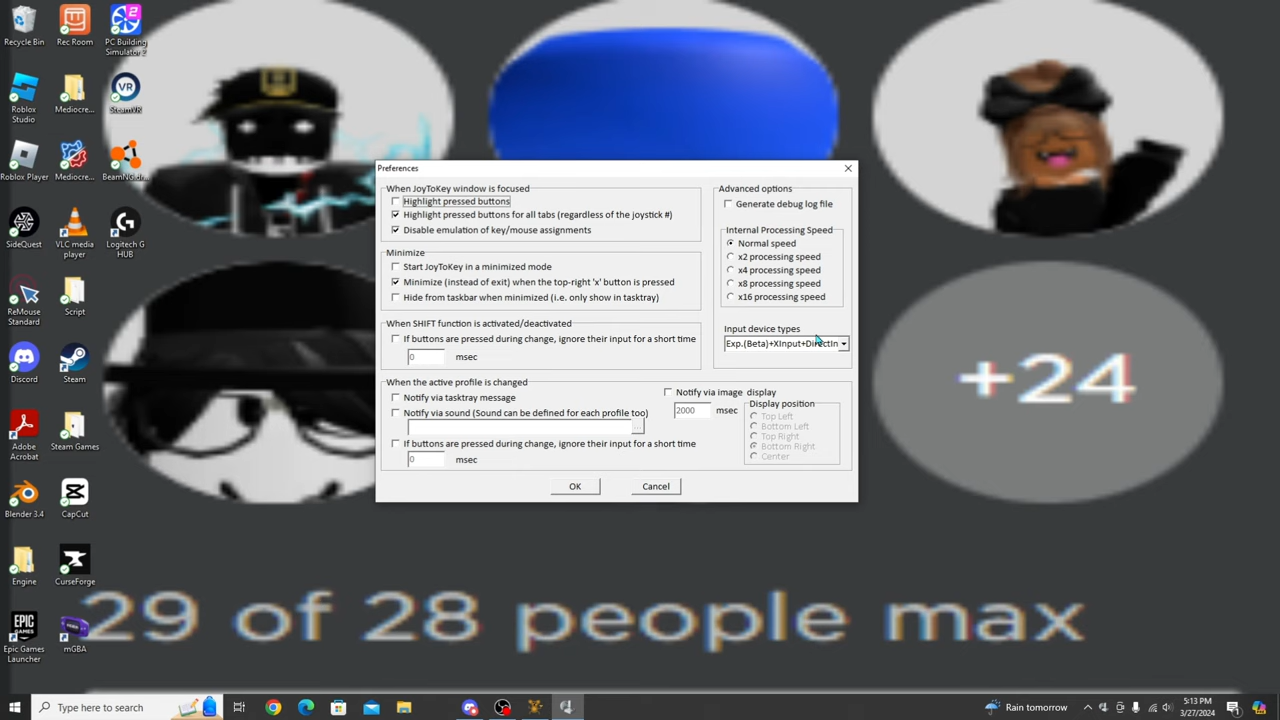 Recycle Bin
Rec Room
PC Building
Simulator 2
Roblox
Studio
Mediocre...
SteamVR
Roblox Player
Mediocre...
BeamNG.dr...
SideQuest
VLC media
player
Logitech G
HUB
ReMouse
Standard
Script
Discord
Steam
Adobe
Acrobat
Steam Games
Blender 3.4
CapCut
Engine
CurseForge
EPIC
GAMES
Epic Games
Launcher
mGBA
Preferences
When JoyToKey window is focused
Highlight pressed buttons
Highlight pressed buttons for all tabs (regardless of the joystick #)
Disable emulation of key/mouse assignments
Minimize
Start JoyToKey in a minimized mode
Minimize (instead of exit) when the top-right 'x' button is pressed
Hide from taskbar when minimized (i.e. only show in tasktray)
When SHIFT function is activated/deactivated
If buttons are pressed during change, ignore their input for a short time
0 msec
When the active profile is changed
Notify via tasktray message
Notify via sound (Sound can be defined for each profile too)
...
If buttons are pressed during change, ignore their input for a short time
0 msec
Notify via image display
2000 msec
Display position
Top Left
Bottom Left
Top Right
Bottom Right
Center
Advanced options
Generate debug log file
Internal Processing Speed
Normal speed
x2 processing speed
x4 processing speed
x8 processing speed
x16 processing speed
Input device types
Exp.(Beta)+XInput+DirectIn
OK
Cancel
+24
29 of 28 people max
Type here to search
Rain tomorrow
5:13 PM
3/27/2024